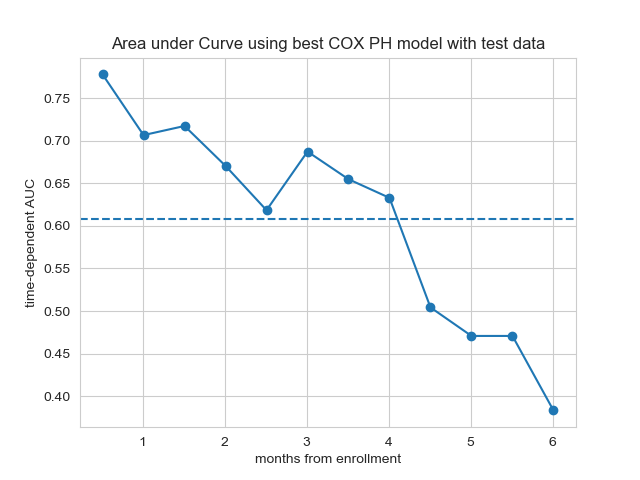 Area under Curve using best COX PH model with test data
time-dependent AUC
0.75
0.70
0.65
0.60
0.55
0.50
0.45
0.40
1 2 3 4 5 6
months from enrollment